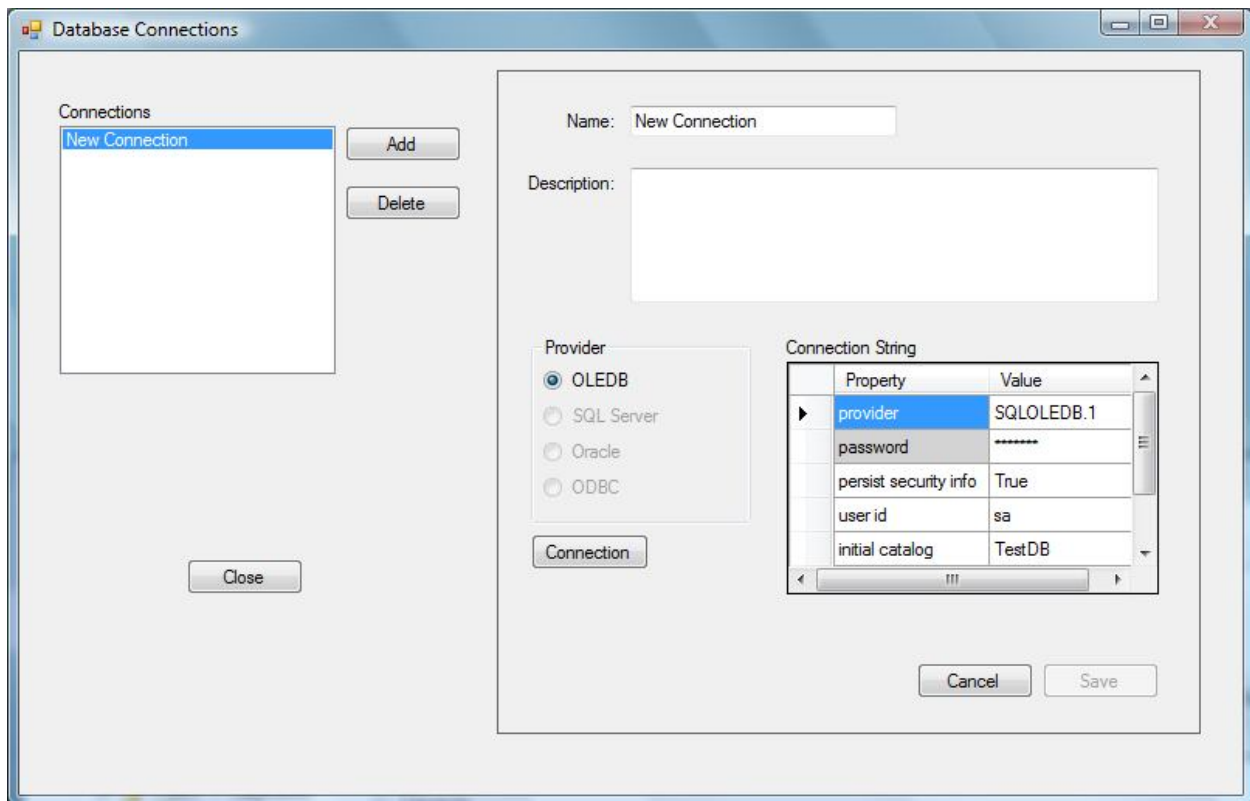 Database Connections
Connections
New Connection
Add
Delete
Close
Name: New Connection
Description:
Provider
OLEDB
SQL Server
Oracle
ODBC
Connection
Connection String
Property Value
provider SQLOLEDB.1
password *******
persist security info True
user id sa
initial catalog TestDB
Cancel Save